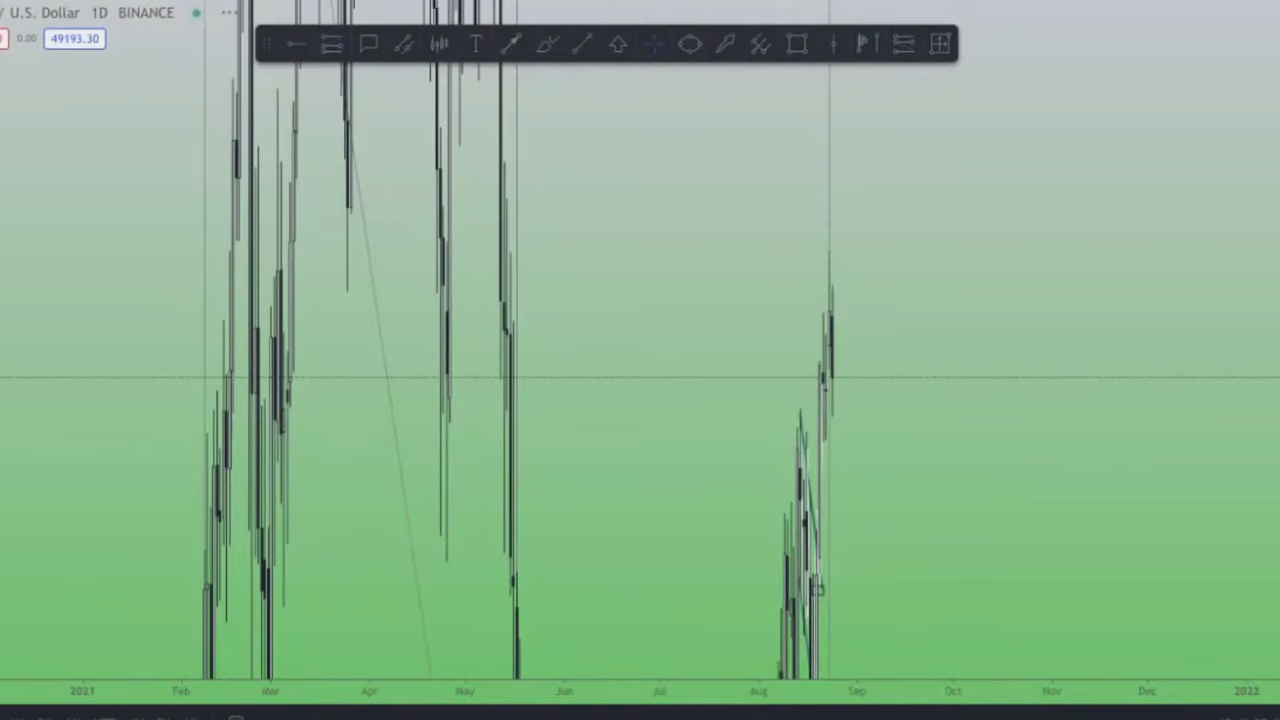 / U.S. Dollar 1D BINANCE
0.00 49193.30
T
2021 Feb Mar Apr May Jun Jul Aug Sep Oct Nov Dec 2022